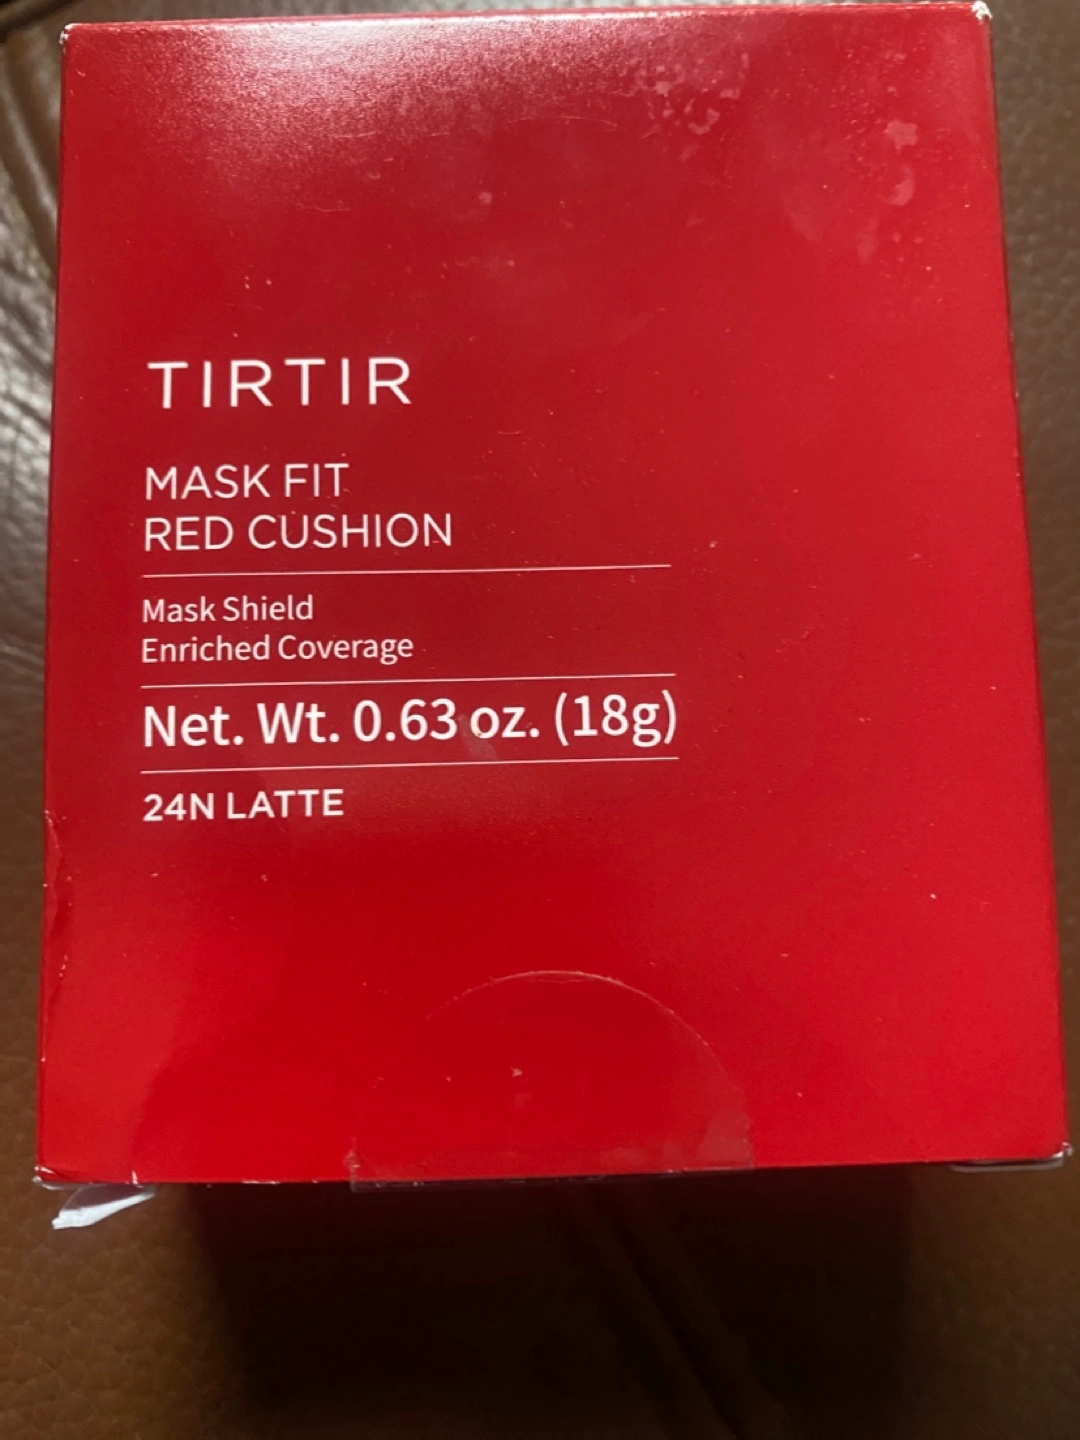 TIRTIR
MASK FIT
RED CUSHION
Mask Shield
Enriched Coverage
Net. Wt. 0.63 oz. (18g)
24N LATTE